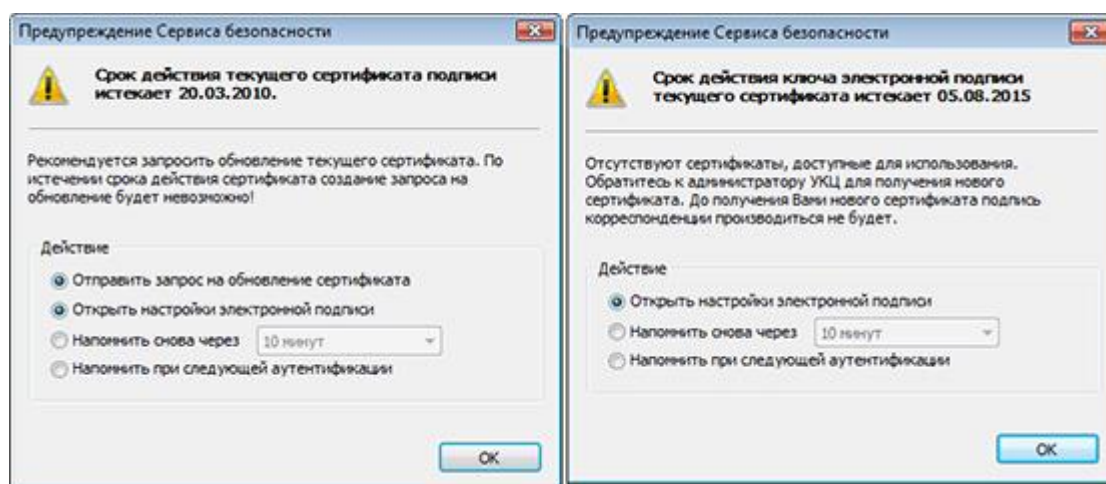 Предупреждение Сервиса безопасности
Срок действия текущего сертификата подписи
истекает 20.03.2010.
Рекомендуется запросить обновление текущего сертификата. По
истечении срока действия сертификата создание запроса на
обновление будет невозможно!
Действие
Отправить запрос на обновление сертификата
Открыть настройки электронной подписи
Напомнить снова через 10 минут
Напомнить при следующей аутентификации
OK
Предупреждение Сервиса безопасности
Срок действия ключа электронной подписи
текущего сертификата истекает 05.08.2015
Отсутствуют сертификаты, доступные для использования.
Обратитесь к администратору УКЦ для получения нового
сертификата. До получения Вами нового сертификата подпись
корреспонденции производиться не будет.
Действие
Открыть настройки электронной подписи
Напомнить снова через 10 минут
Напомнить при следующей аутентификации
OK